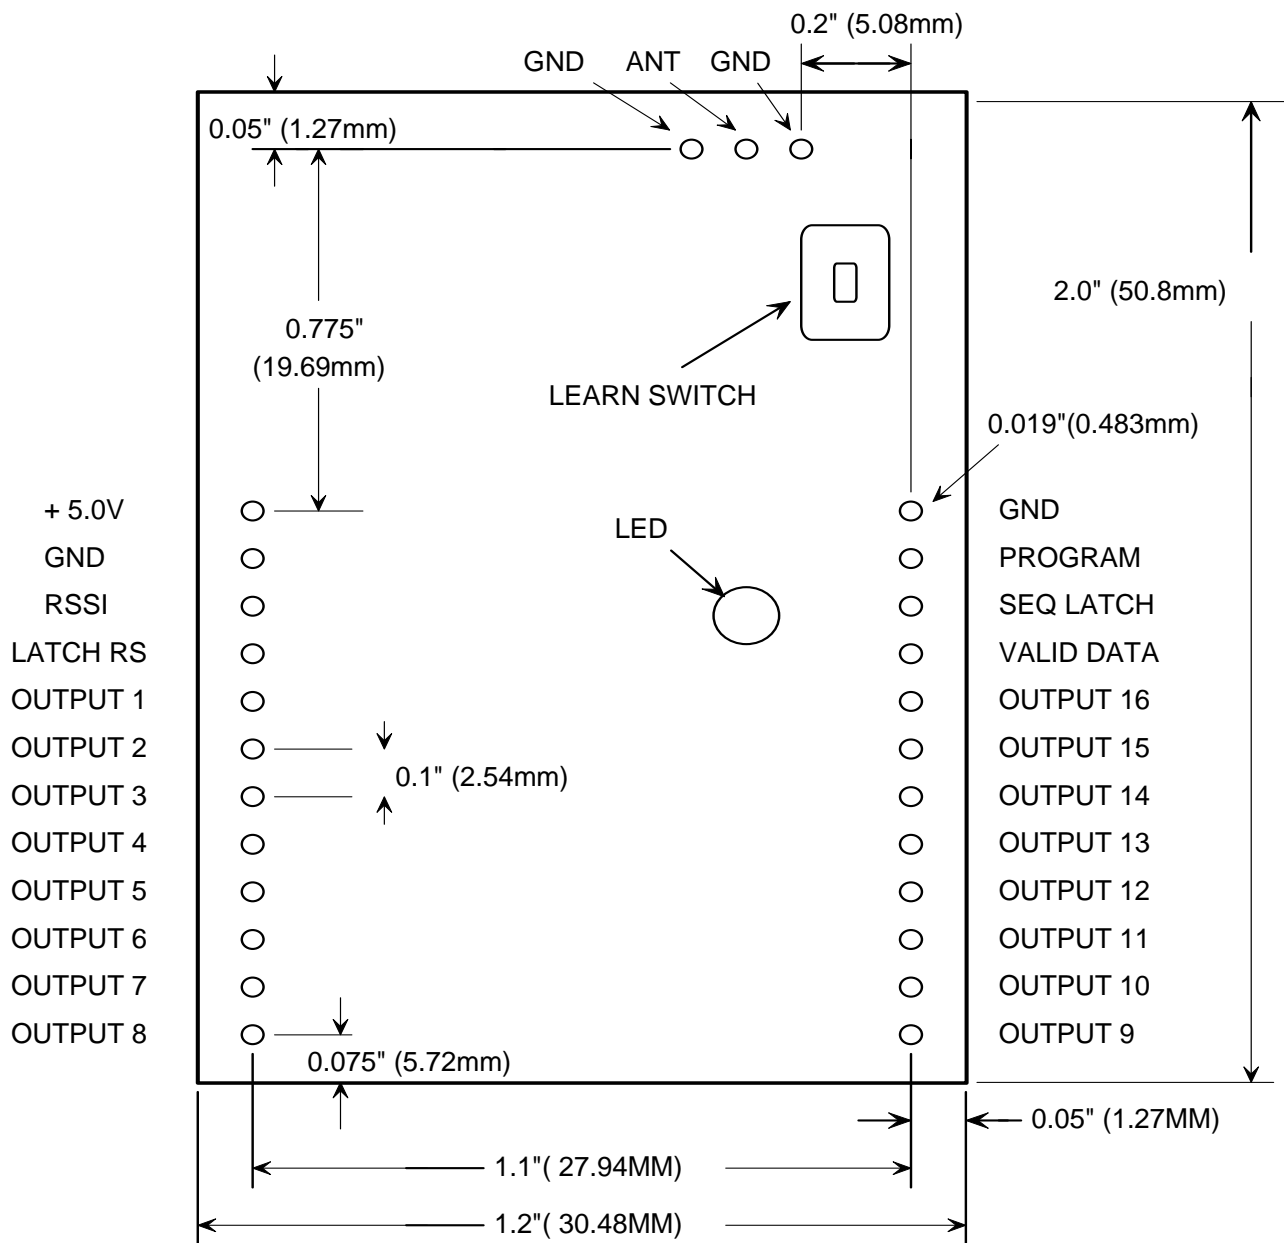 0.2" (5.08mm)
GND ANT GND
0.05" (1.27mm)
2.0" (50.8mm)
0.775"
(19.69mm)
LEARN SWITCH
0.019"(0.483mm)
+ 5.0V
GND
LED
GND
PROGRAM
RSSI
SEQ LATCH
LATCH RS
VALID DATA
OUTPUT 1
OUTPUT 16
OUTPUT 2
OUTPUT 15
0.1" (2.54mm)
OUTPUT 3
OUTPUT 14
OUTPUT 4
OUTPUT 13
OUTPUT 5
OUTPUT 12
OUTPUT 6
OUTPUT 11
OUTPUT 7
OUTPUT 10
OUTPUT 8
OUTPUT 9
0.075" (5.72mm)
0.05" (1.27MM)
1.1"( 27.94MM)
1.2"( 30.48MM)